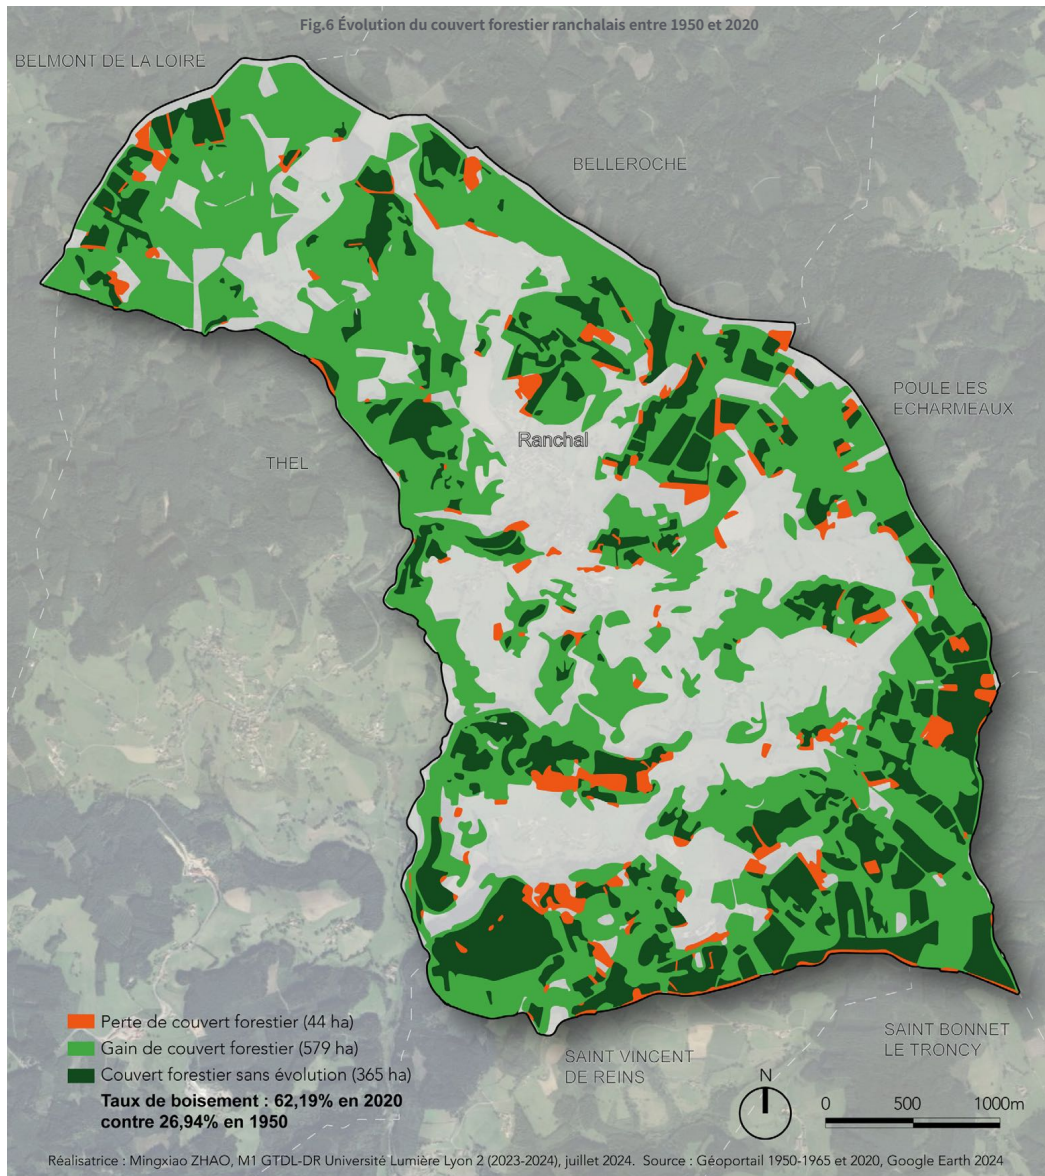 Fig.6 Évolution du couvert forestier ranchalais entre 1950 et 2020
BELMONT DE LA LOIRE
BELLEROCHE
POULE LES
ECHARMEAUX
Ranchal
THEL
Perte de couvert forestier (44 ha)
Gain de couvert forestier (579 ha)
Couvert forestier sans évolution (365 ha)
Taux de boisement : 62,19% en 2020
contre 26,94% en 1950
SAINT VINCENT
DE REINS
SAINT BONNET
LE TRONCY
N
0 500 1000m
Réalisatrice : Mingxiao ZHAO, M1 GTDL-DR Université Lumière Lyon 2 (2023-2024), juillet 2024. Source : Géoportail 1950-1965 et 2020, Google Earth 2024